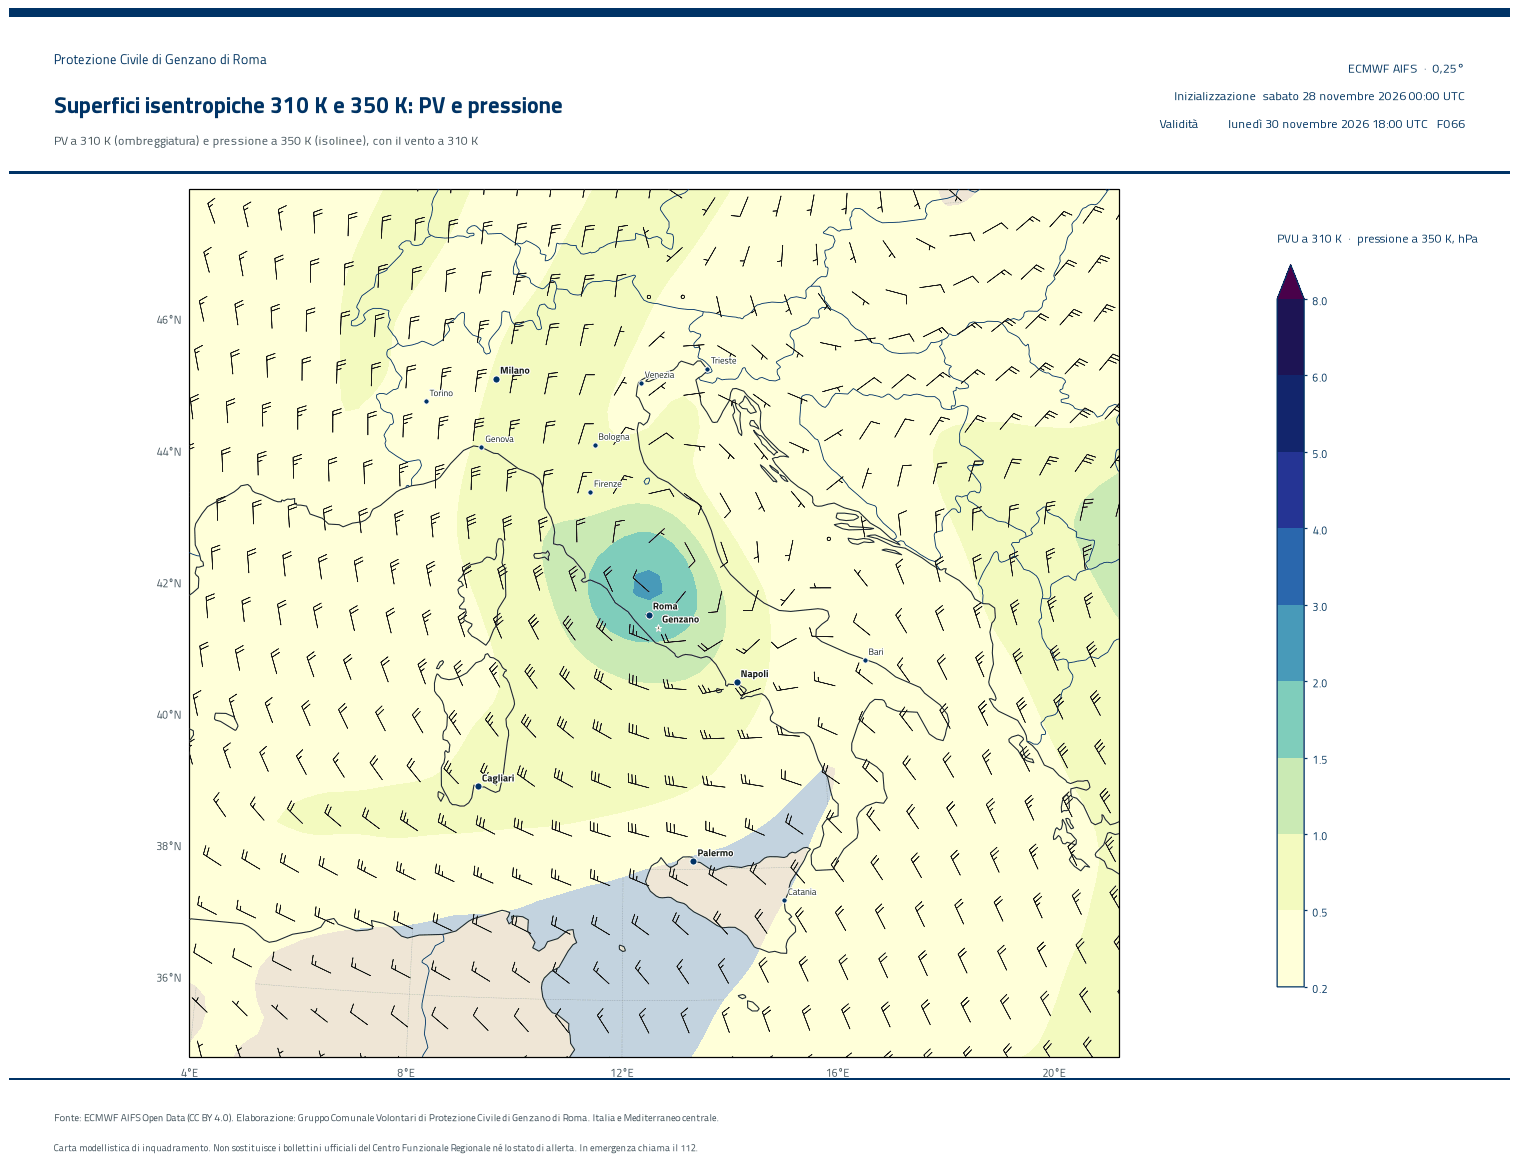 Protezione Civile di Genzano di Roma
Superfici isentropiche 310 K e 350 K: PV e pressione
PV a 310 K (ombreggiatura) e pressione a 350 K (isolinee), con il vento a 310 K
ECMWF AIFS · 0,25°
Inizializzazione sabato 28 novembre 2026 00:00 UTC
Validità lunedì 30 novembre 2026 18:00 UTC F066
PVU a 310 K · pressione a 350 K, hPa
8.0
6.0
5.0
4.0
3.0
2.0
1.5
1.0
0.5
0.2
46°N
44°N
42°N
40°N
38°N
36°N
4°E
8°E
12°E
16°E
20°E
Trieste
Milano
Venezia
Torino
Bologna
Genova
Firenze
Roma
Genzano
Bari
Napoli
Cagliari
Palermo
Catania
Fonte: ECMWF AIFS Open Data (CC BY 4.0). Elaborazione: Gruppo Comunale Volontari di Protezione Civile di Genzano di Roma. Italia e Mediterraneo centrale.
Carta modellistica di inquadramento. Non sostituisce i bollettini ufficiali del Centro Funzionale Regionale né lo stato di allerta. In emergenza chiama il 112.